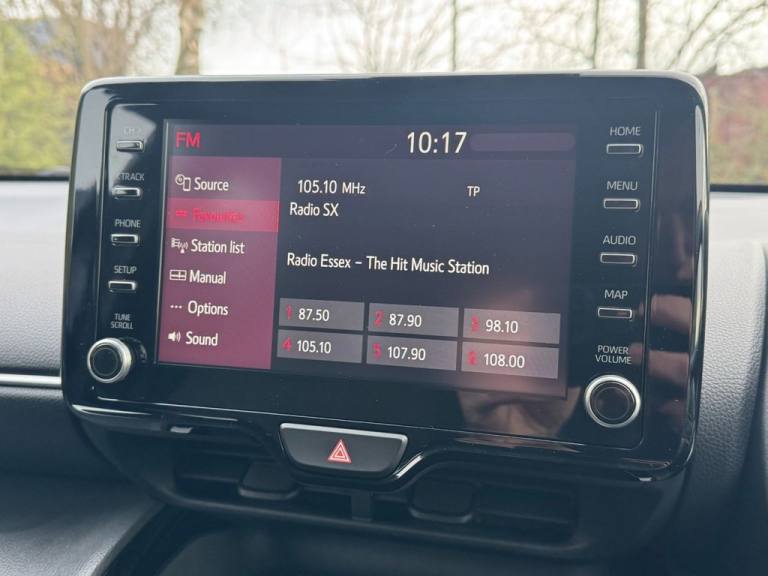 CH >
FM
10:17
HOME
< TRACK
Source
105.10 MHz
TP
MENU
Favourites
Radio SX
PHONE
Station list
AUDIO
Radio Essex – The Hit Music Station
SETUP
Manual
MAP
1 87.50
2 87.90
3 98.10
TUNE
SCROLL
Options
4 105.10
5 107.90
6 108.00
Sound
POWER
VOLUME